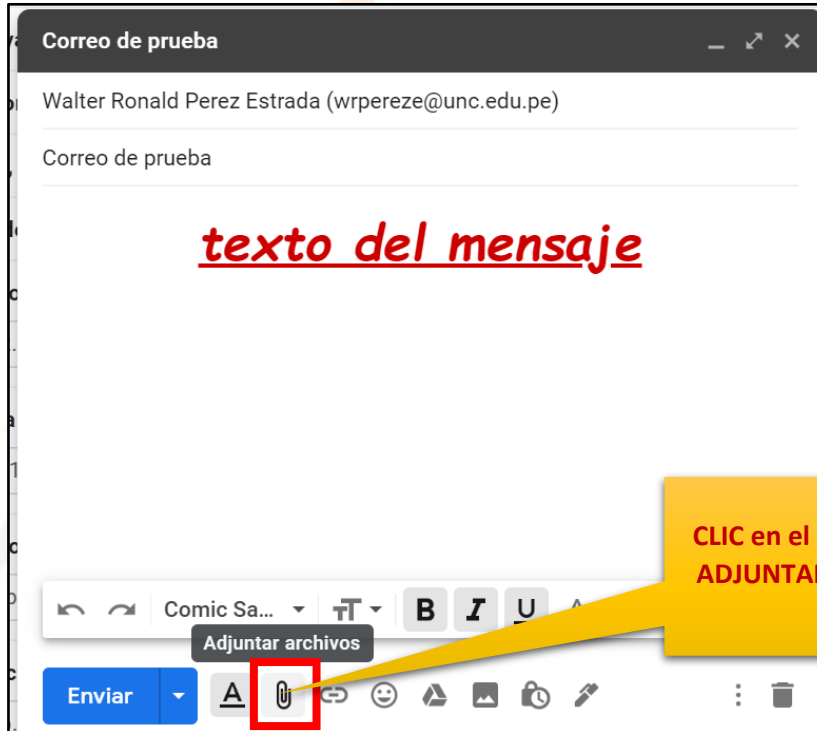 Correo de prueba
Walter Ronald Perez Estrada (wrpereze@unc.edu.pe)
Correo de prueba
texto del mensaje
CLIC en el
Comic Sa... B I U
Adjuntar archivos
Enviar A